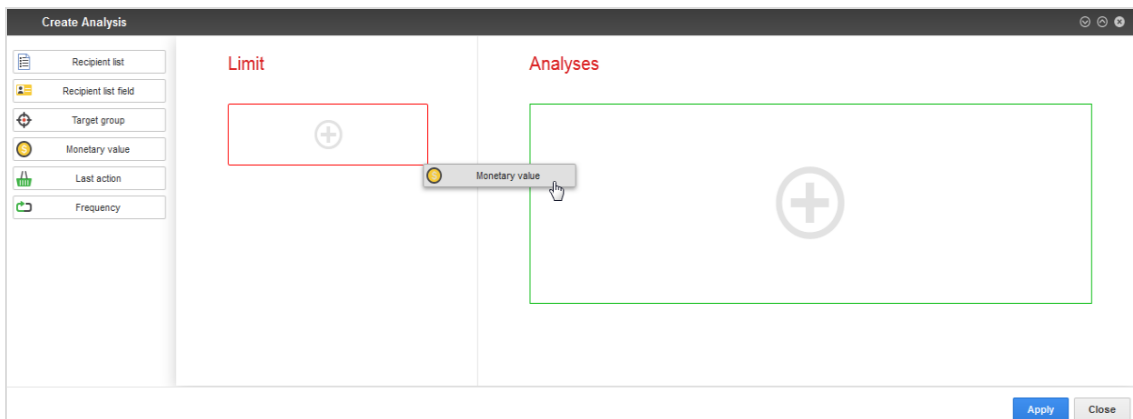 Create Analysis
Recipient list
Recipient list field
Target group
Monetary value
Last action
Frequency
Limit
Analyses
Monetary value
Apply
Close